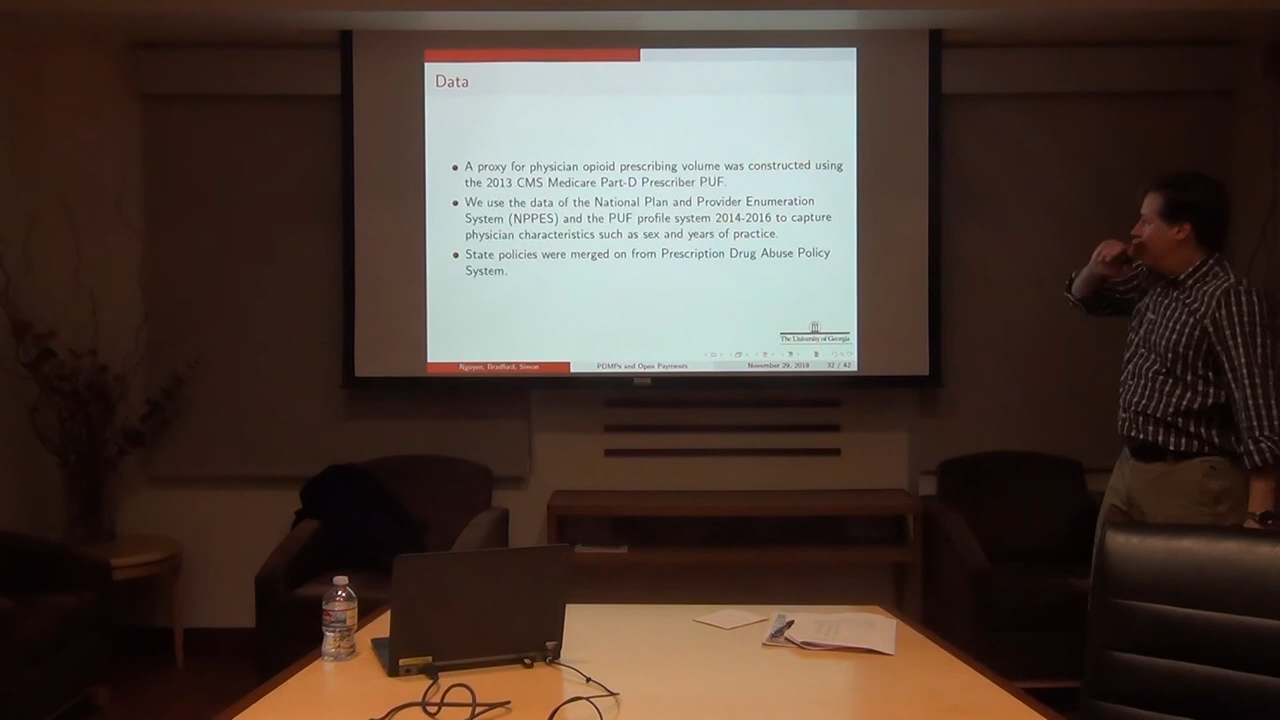 Data
A proxy for physician opioid prescribing volume was constructed using
the 2013 CMS Medicare Part-D Prescriber PUF.
We use the data of the National Plan and Provider Enumeration
System (NPPES) and the PUF profile system 2014-2016 to capture
physician characteristics such as sex and years of practice.
State policies were merged on from Prescription Drug Abuse Policy
System.
The University of Georgia
Nguyen, Bradford, Simon PDMPs and Open Payments November 29, 2018 32 / 42